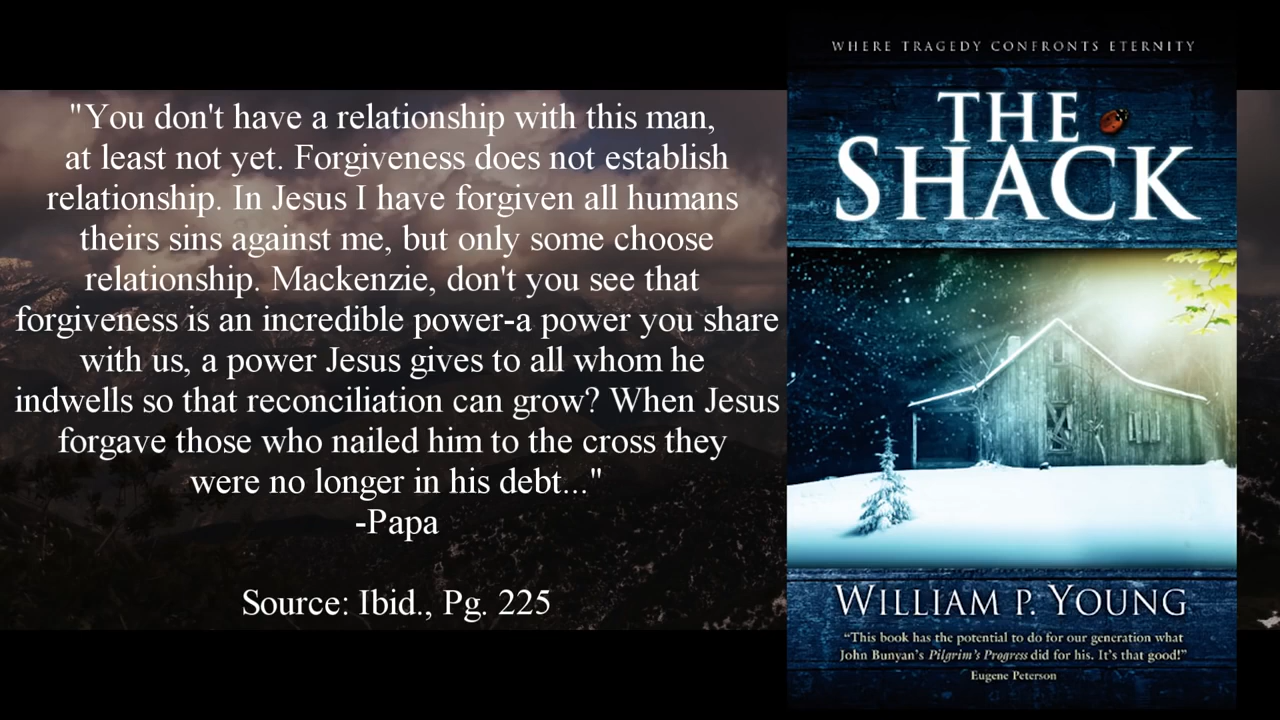 "You don't have a relationship with this man,
at least not yet. Forgiveness does not establish
relationship. In Jesus I have forgiven all humans
theirs sins against me, but only some choose
relationship. Mackenzie, don't you see that
forgiveness is an incredible power-a power you share
with us, a power Jesus gives to all whom he
indwells so that reconciliation can grow? When Jesus
forgave those who nailed him to the cross they
were no longer in his debt..."
-Papa
Source: Ibid., Pg. 225
WHERE TRAGEDY CONFRONTS ETERNITY
THE
SHACK
WILLIAM P. YOUNG
“This book has the potential to do for our generation what
John Bunyan’s Pilgrim’s Progress did for his. It’s that good!”
Eugene Peterson